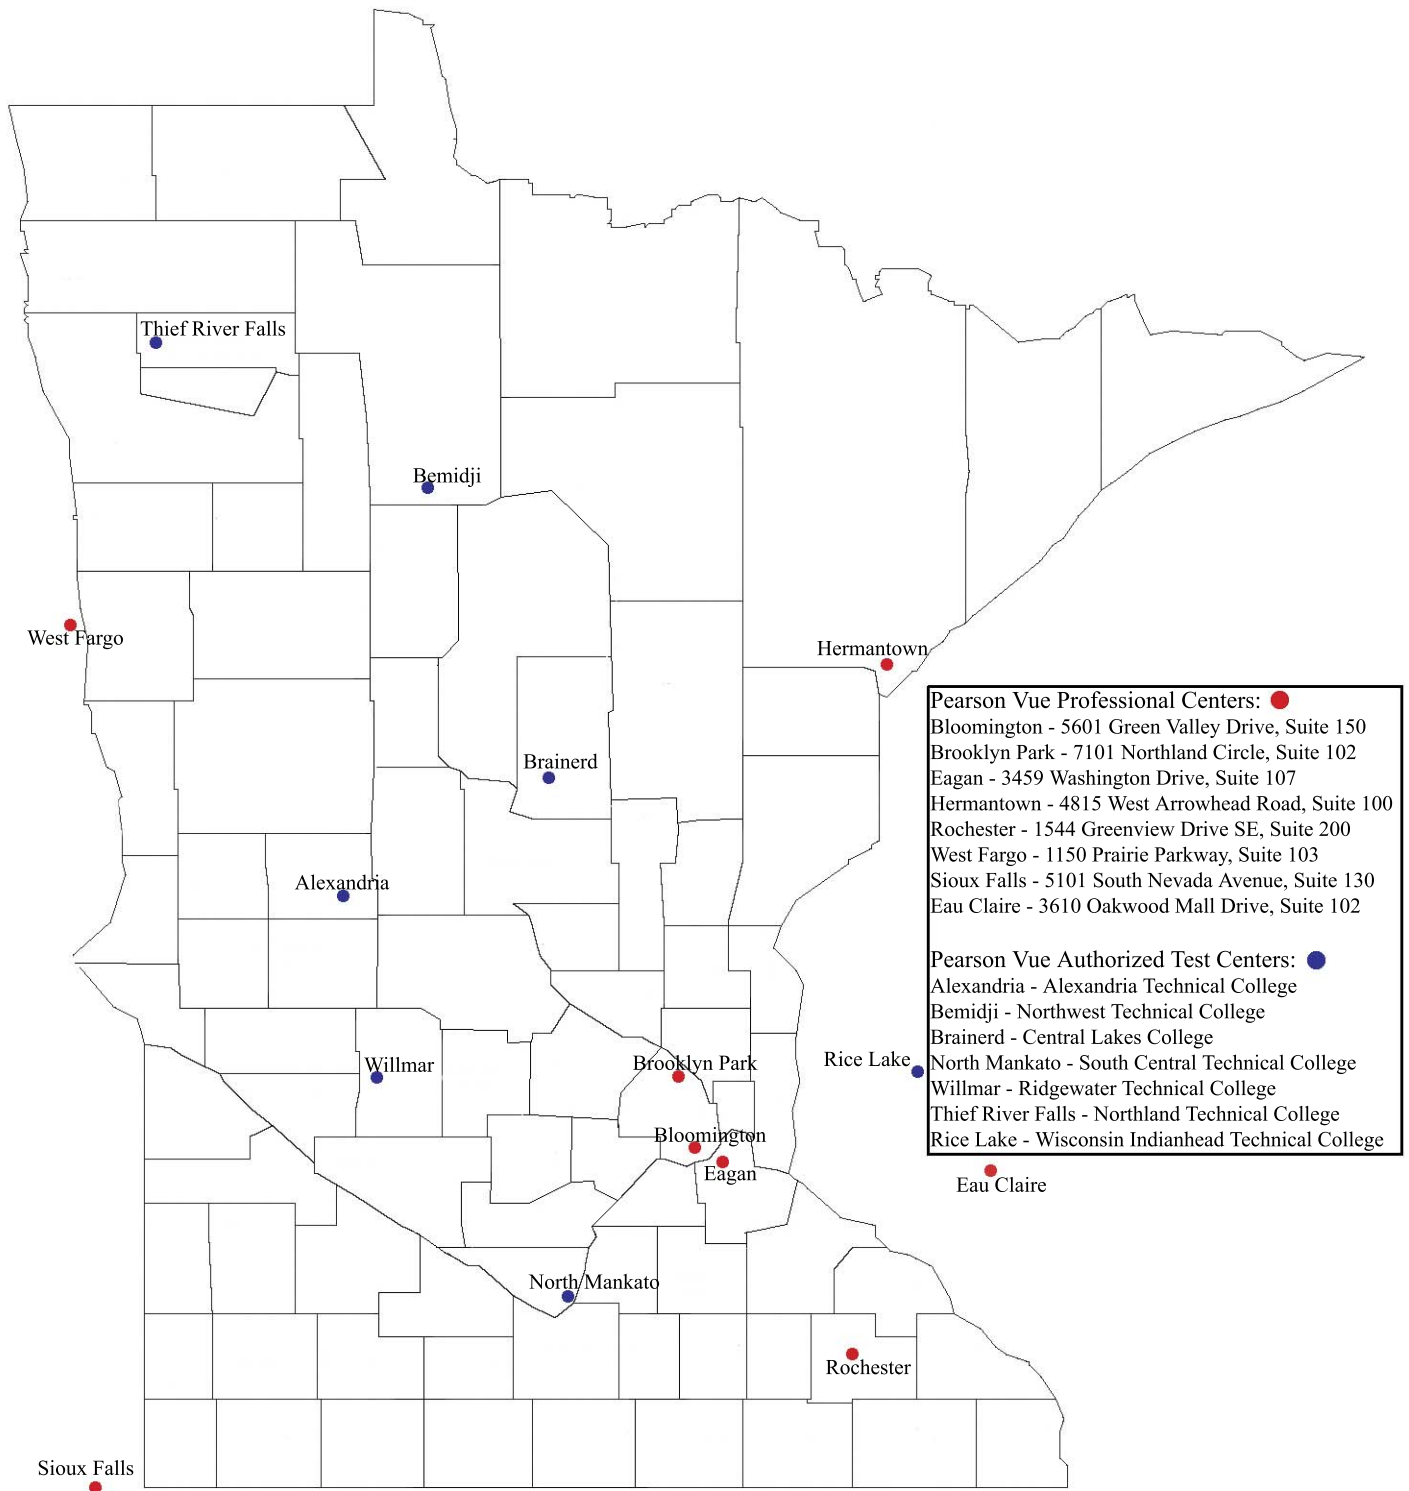 Thief River Falls
Bemidji
West Fargo
Hermantown
Pearson Vue Professional Centers:
Bloomington - 5601 Green Valley Drive, Suite 150
Brooklyn Park - 7101 Northland Circle, Suite 102
Eagan - 3459 Washington Drive, Suite 107
Hermantown - 4815 West Arrowhead Road, Suite 100
Rochester - 1544 Greenview Drive SE, Suite 200
West Fargo - 1150 Prairie Parkway, Suite 103
Sioux Falls - 5101 South Nevada Avenue, Suite 130
Eau Claire - 3610 Oakwood Mall Drive, Suite 102
Pearson Vue Authorized Test Centers:
Alexandria - Alexandria Technical College
Bemidji - Northwest Technical College
Brainerd - Central Lakes College
North Mankato - South Central Technical College
Willmar - Ridgewater Technical College
Thief River Falls - Northland Technical College
Rice Lake - Wisconsin Indianhead Technical College
Brainerd
Alexandria
Willmar
Brooklyn Park
Rice Lake
Bloomington
Eagan
Eau Claire
North Mankato
Rochester
Sioux Falls